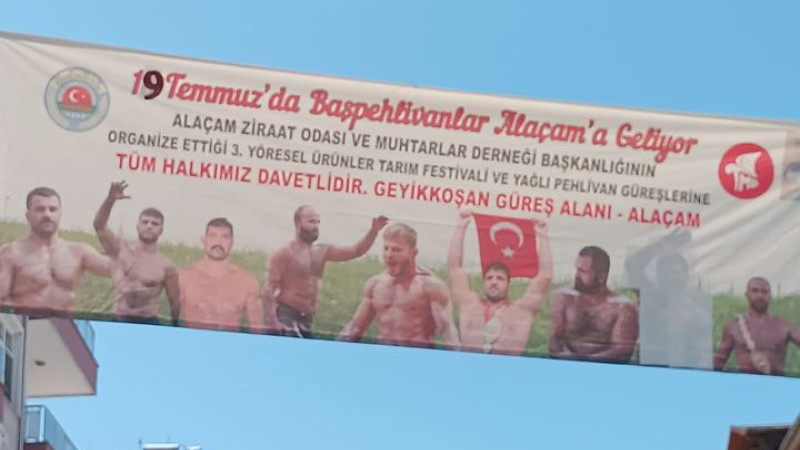 19 Temmuz'da Başpehlivanlar Alaçam'a Geliyor
ALAÇAM ZİRAAT ODASI VE MUHTARLAR DERNEĞİ BAŞKANLIĞININ
ORGANİZE ETTİĞİ 3. YÖRESEL ÜRÜNLER TARIM FESTİVALİ VE YAĞLI PEHLİVAN GÜREŞLERİNE
TÜM HALKIMIZ DAVETLİDİR. GEYİKKOŞAN GÜREŞ ALANI - ALAÇAM